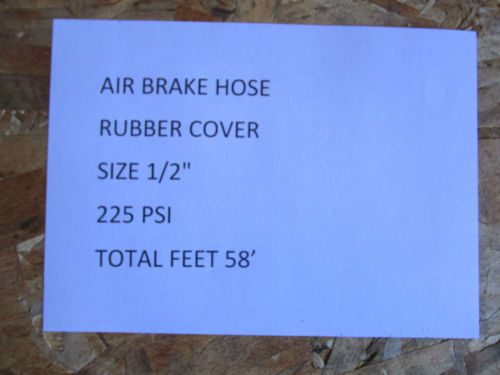 AIR BRAKE HOSE
RUBBER COVER
SIZE 1/2"
225 PSI
TOTAL FEET 58’